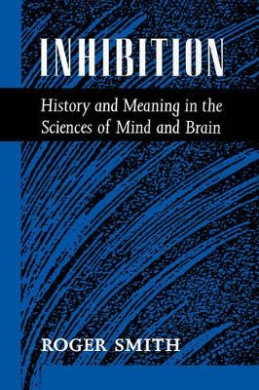 INHIBITION
History and Meaning in the
Sciences of Mind and Brain
ROGER SMITH